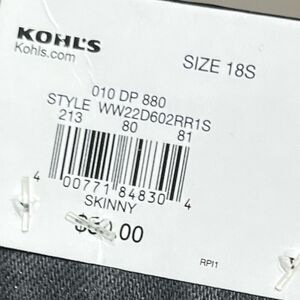 KOHL'S
Kohls.com
SIZE 18S
010 DP 880
STYLE WW22D602RR1S
213 80 81
4 00771 84830 4
SKINNY
.00
RPI1